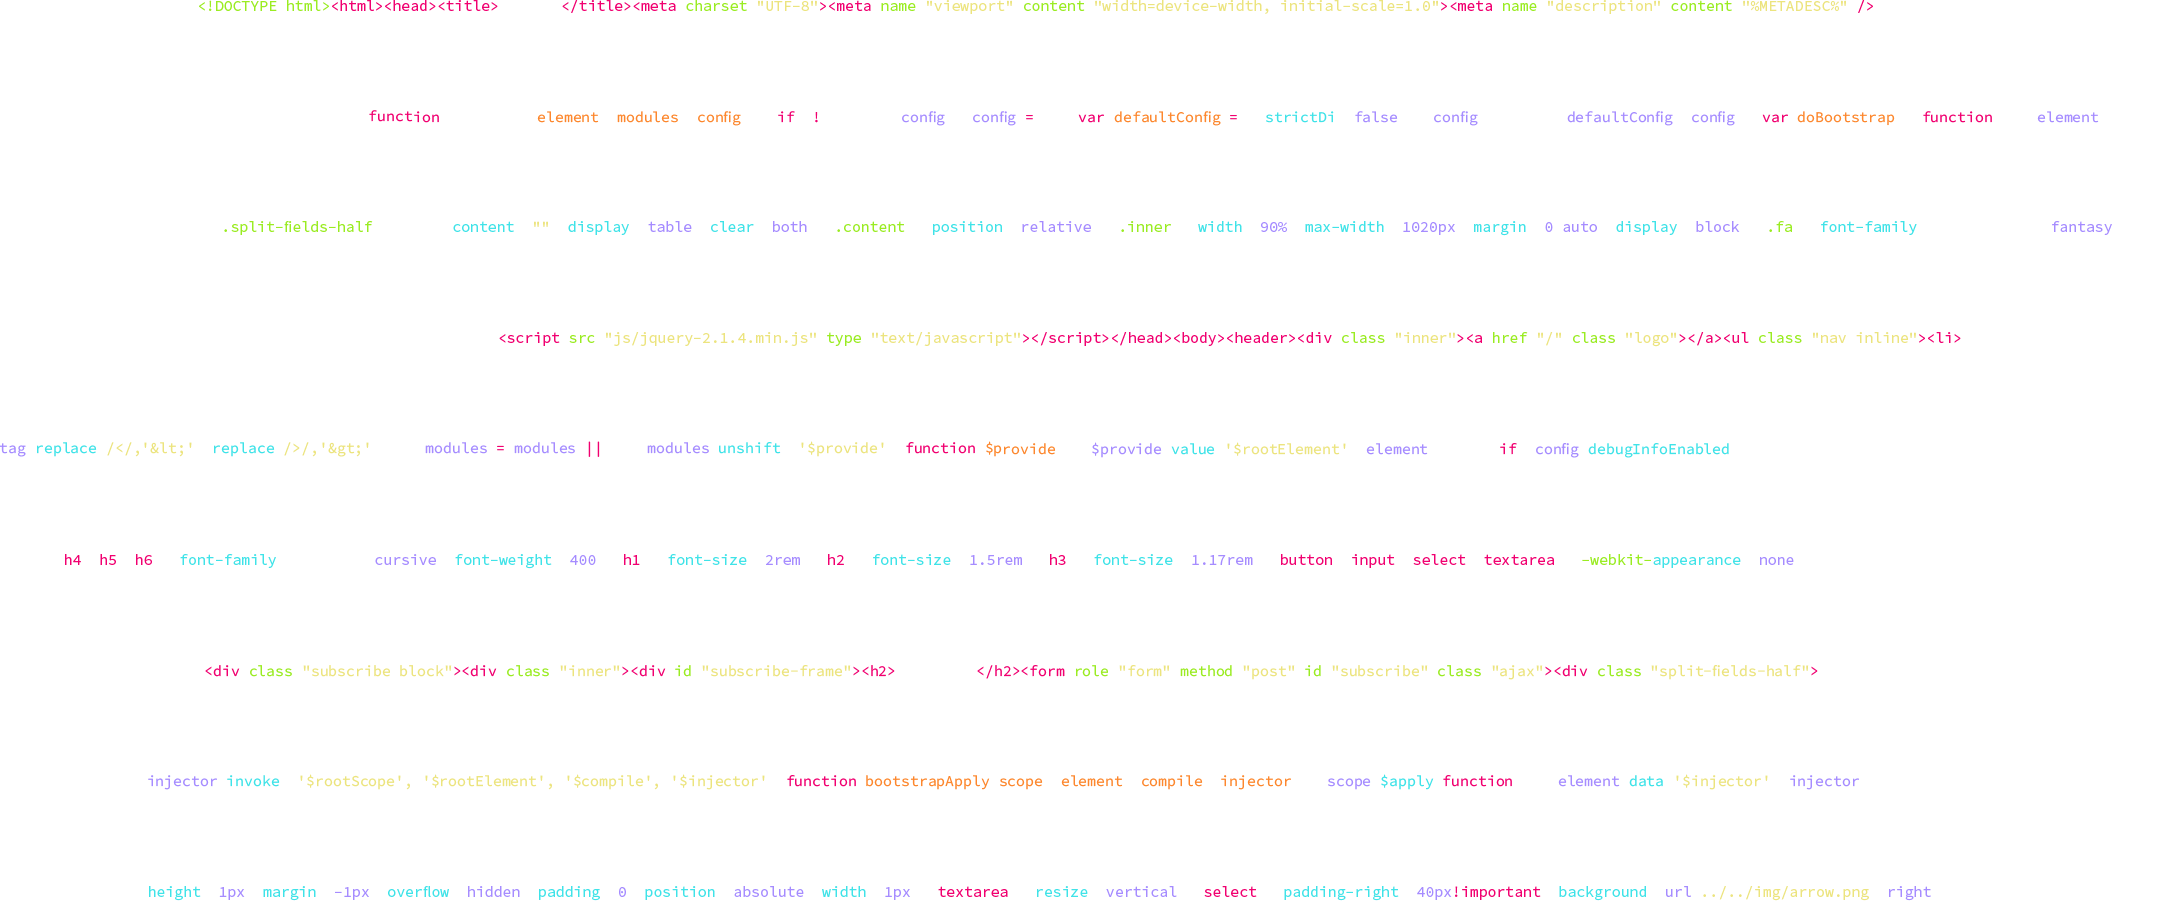 <!DOCTYPE html><html><head><title> </title><meta charset "UTF-8"><meta name "viewport" content "width=device-width, initial-scale=1.0"><meta name "description" content "%METADESC%" />
function element modules config if ! config config = var defaultConfig = strictDi false config defaultConfig config var doBootstrap function element
.split-fields-half content "" display table clear both .content position relative .inner width 90% max-width 1020px margin 0 auto display block .fa font-family fantasy
<script src "js/jquery-2.1.4.min.js" type "text/javascript"></script></head><body><header><div class "inner"><a href "/" class "logo"></a><ul class "nav inline"><li>
tag replace /</,'&lt;' replace />/,'&gt;' modules = modules || modules unshift '$provide' function $provide $provide value '$rootElement' element if config debugInfoEnabled
h4 h5 h6 font-family cursive font-weight 400 h1 font-size 2rem h2 font-size 1.5rem h3 font-size 1.17rem button input select textarea -webkit-appearance none
<div class "subscribe block"><div class "inner"><div id "subscribe-frame"><h2> </h2><form role "form" method "post" id "subscribe" class "ajax"><div class "split-fields-half">
injector invoke '$rootScope', '$rootElement', '$compile', '$injector' function bootstrapApply scope element compile injector scope $apply function element data '$injector' injector
height 1px margin -1px overflow hidden padding 0 position absolute width 1px textarea resize vertical select padding-right 40px!important background url ../../img/arrow.png right